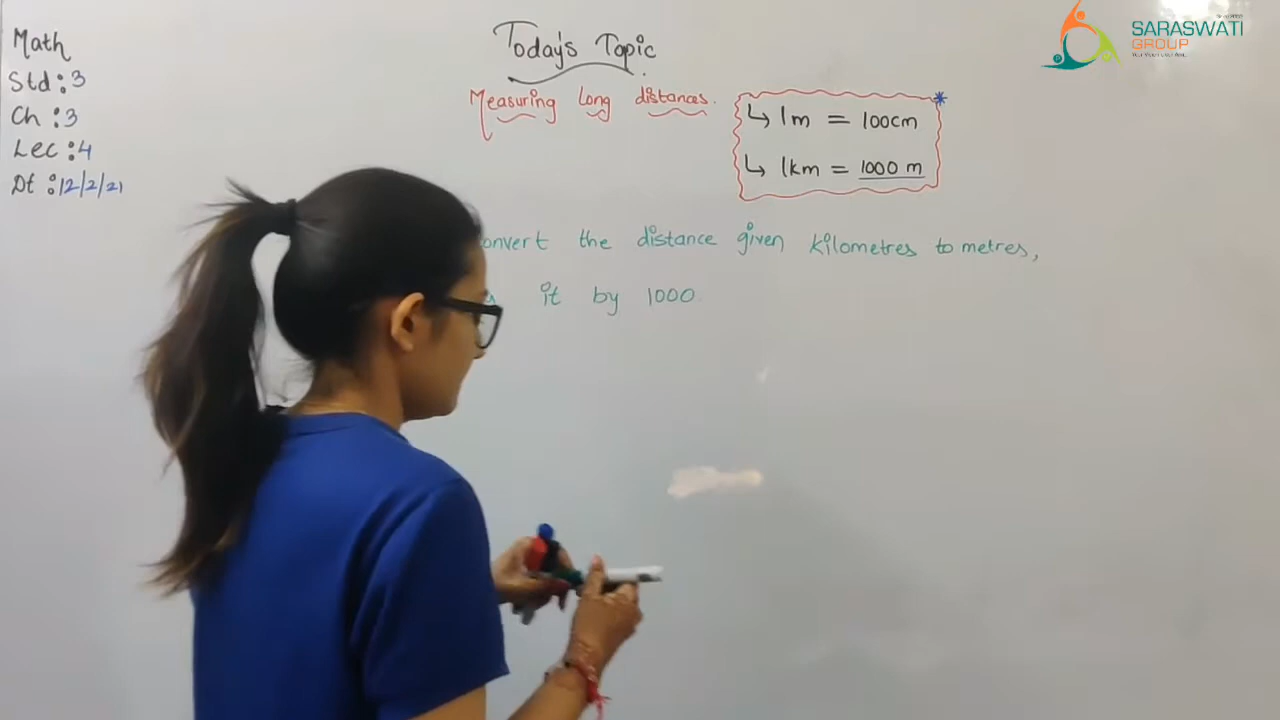 Math
Std : 3
Ch : 3
Lec : 4
Dt : 12/2/21
Today's Topic
Measuring long distances.
↳ 1m = 100cm
↳ 1km = 1000 m
onvert the distance given kilometres to metres,
it by 1000
SARASWATI
GROUP